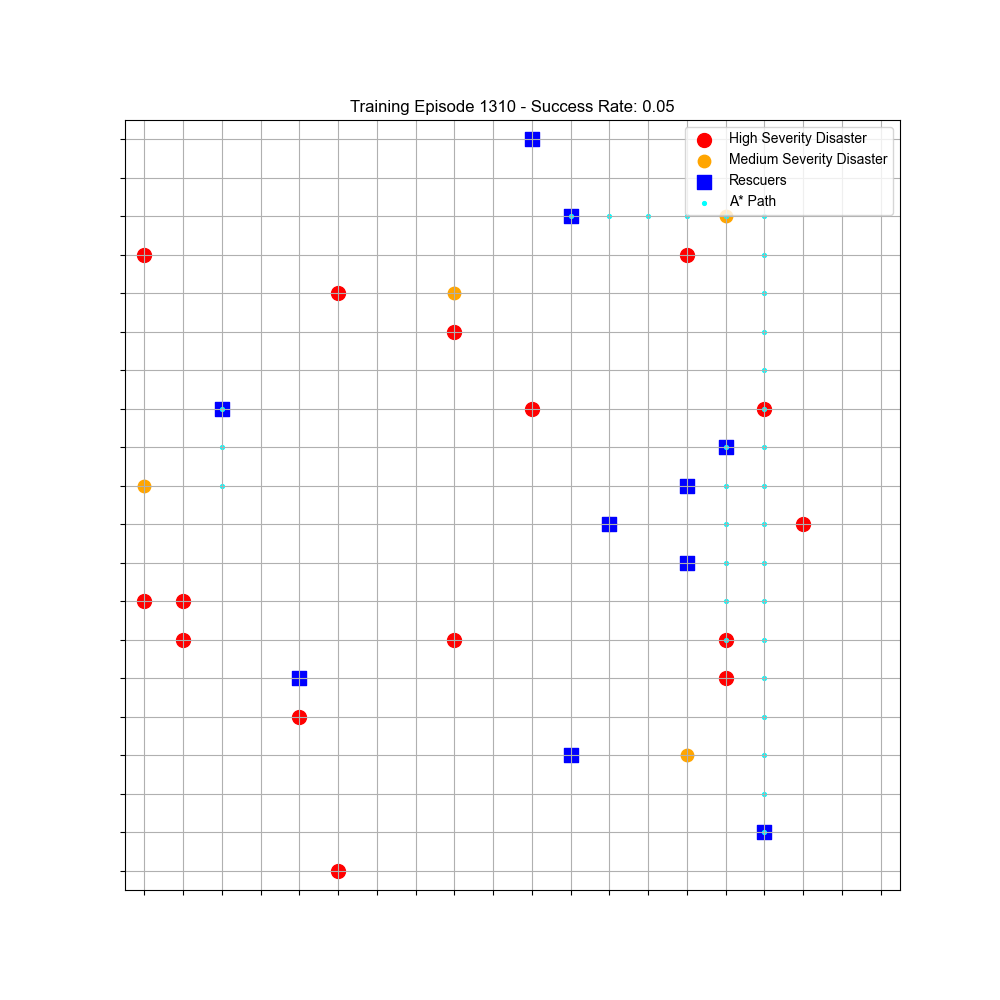 Training Episode 1310 - Success Rate: 0.05
High Severity Disaster
Medium Severity Disaster
Rescuers
A* Path